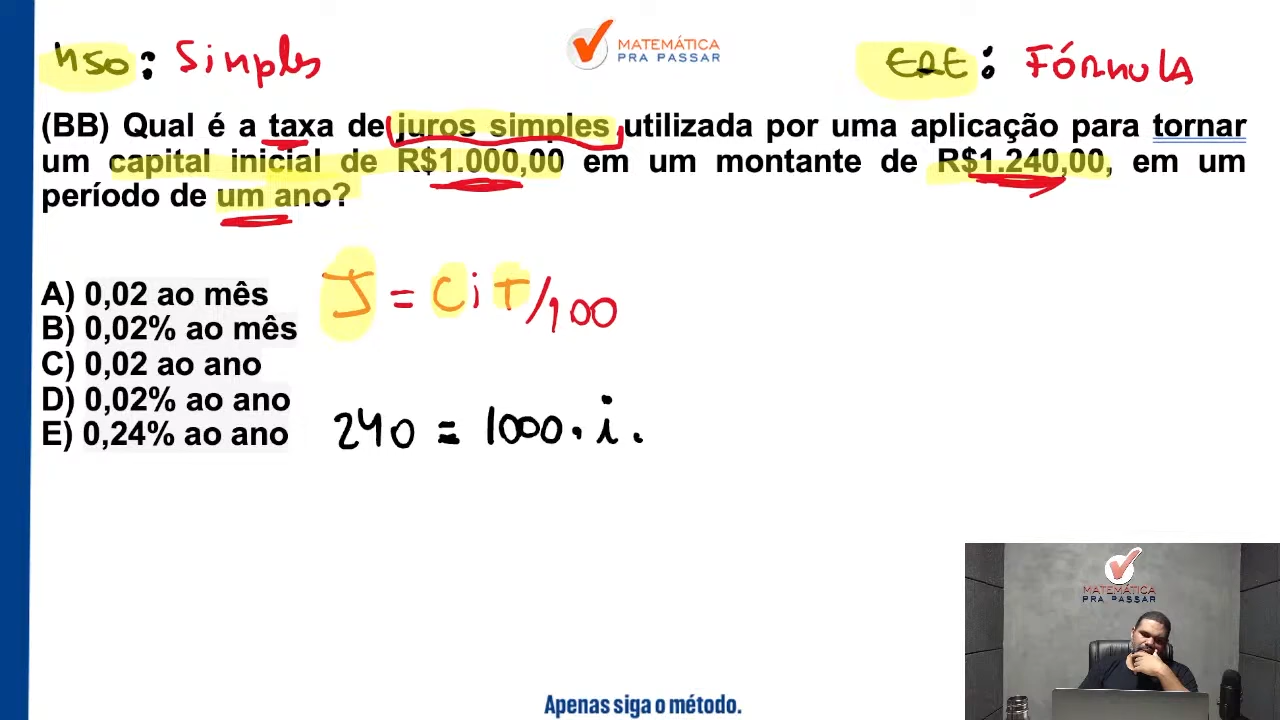 MSO: Simples
MATEMÁTICA
PRA PASSAR
ERE: FÓRMULA
(BB) Qual é a taxa de juros simples utilizada por uma aplicação para tornar
um capital inicial de R$1.000,00 em um montante de R$1.240,00, em um
período de um ano?
A) 0,02 ao mês
B) 0,02% ao mês
C) 0,02 ao ano
D) 0,02% ao ano
E) 0,24% ao ano
J = CiT/100
240 = 1000.i.
MATEMÁTICA
PRA PASSAR
Apenas siga o método.